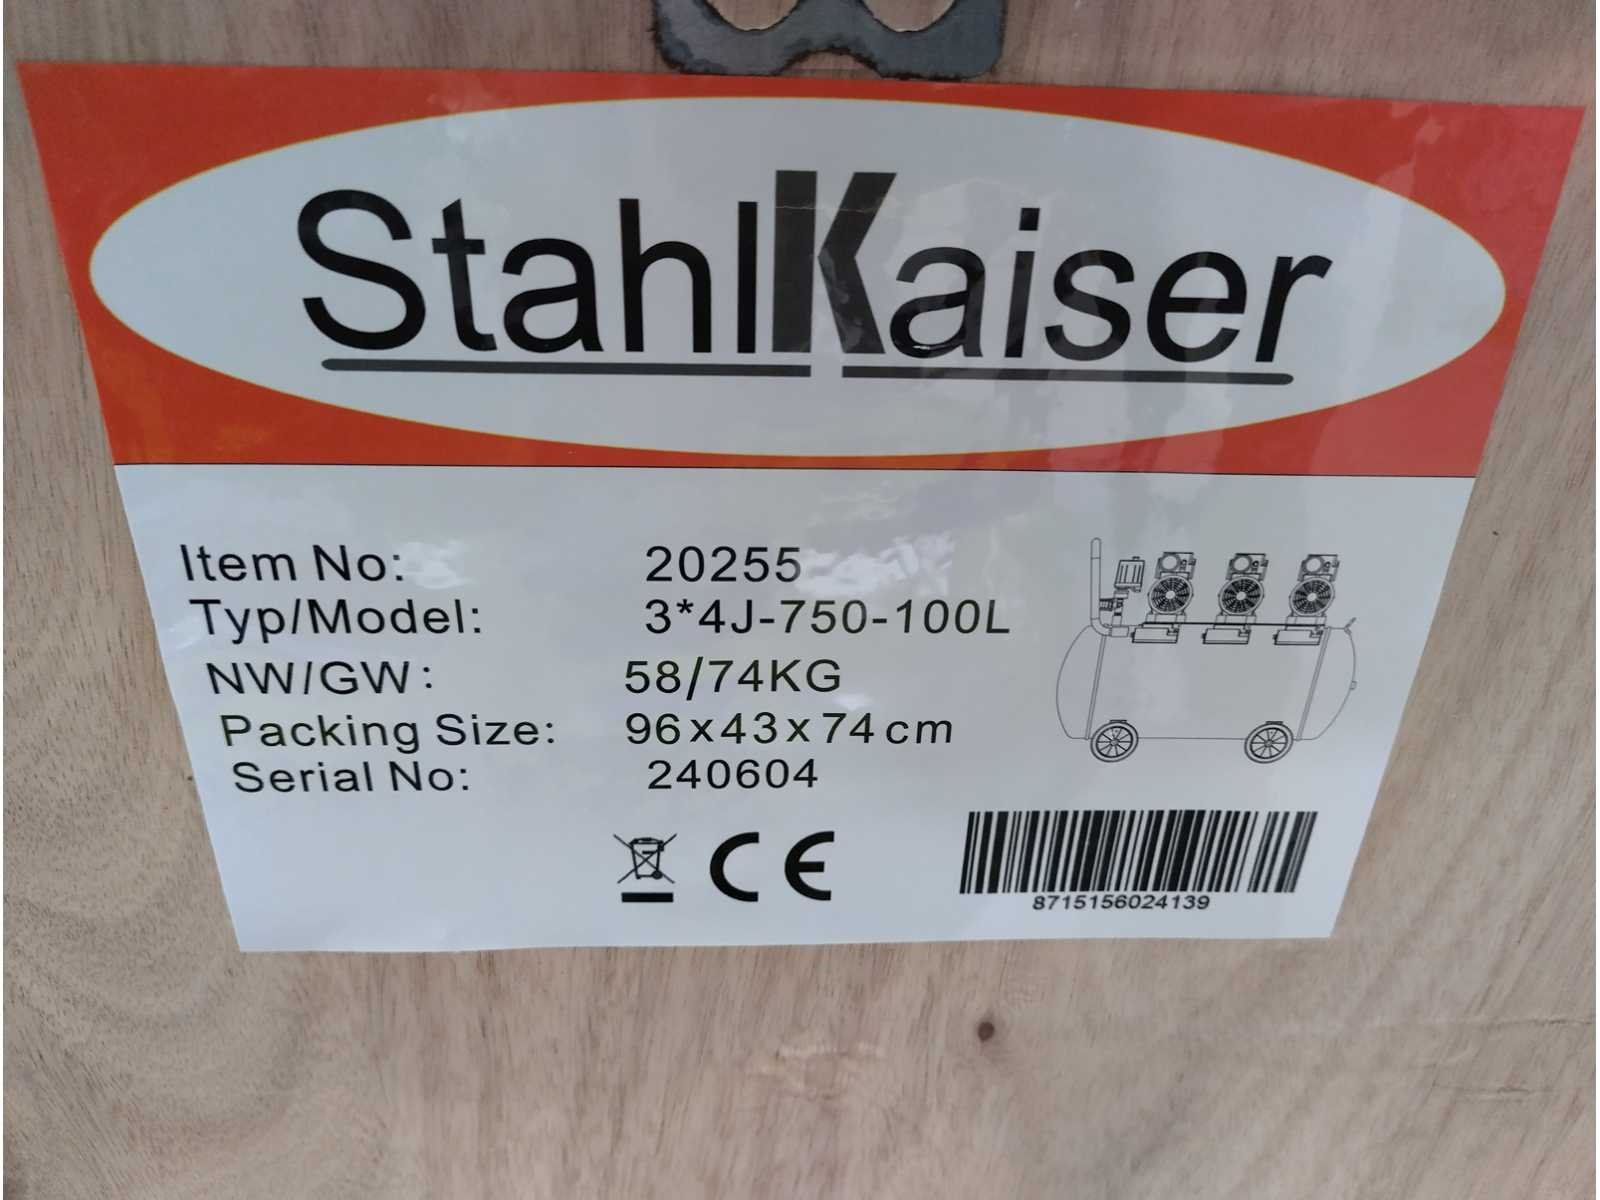 StahlKaiser
Item No: 20255
Typ/Model: 3*4J-750-100L
NW/GW: 58/74KG
Packing Size: 96x43x74cm
Serial No: 240604
CE
8715156024139